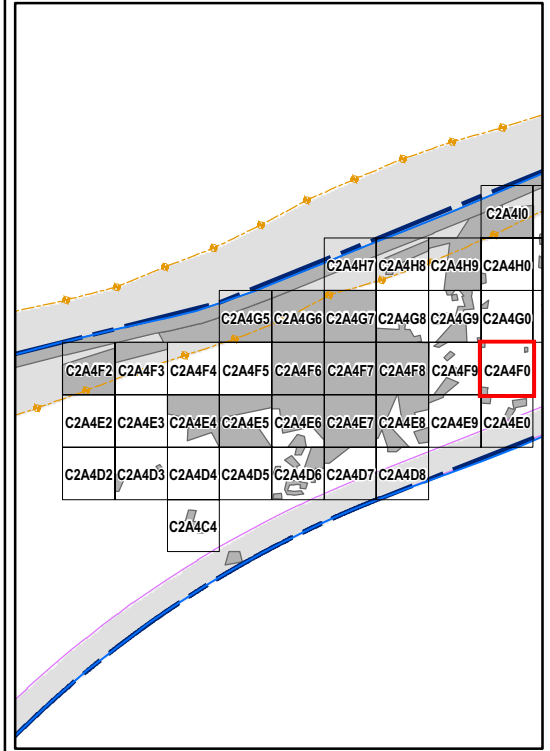 C2A4I0
C2A4H7 C2A4H8 C2A4H9 C2A4H0
C2A4G5 C2A4G6 C2A4G7 C2A4G8 C2A4G9 C2A4G0
C2A4F2 C2A4F3 C2A4F4 C2A4F5 C2A4F6 C2A4F7 C2A4F8 C2A4F9 C2A4F0
C2A4E2 C2A4E3 C2A4E4 C2A4E5 C2A4E6 C2A4E7 C2A4E8 C2A4E9 C2A4E0
C2A4D2 C2A4D3 C2A4D4 C2A4D5 C2A4D6 C2A4D7 C2A4D8
C2A4C4